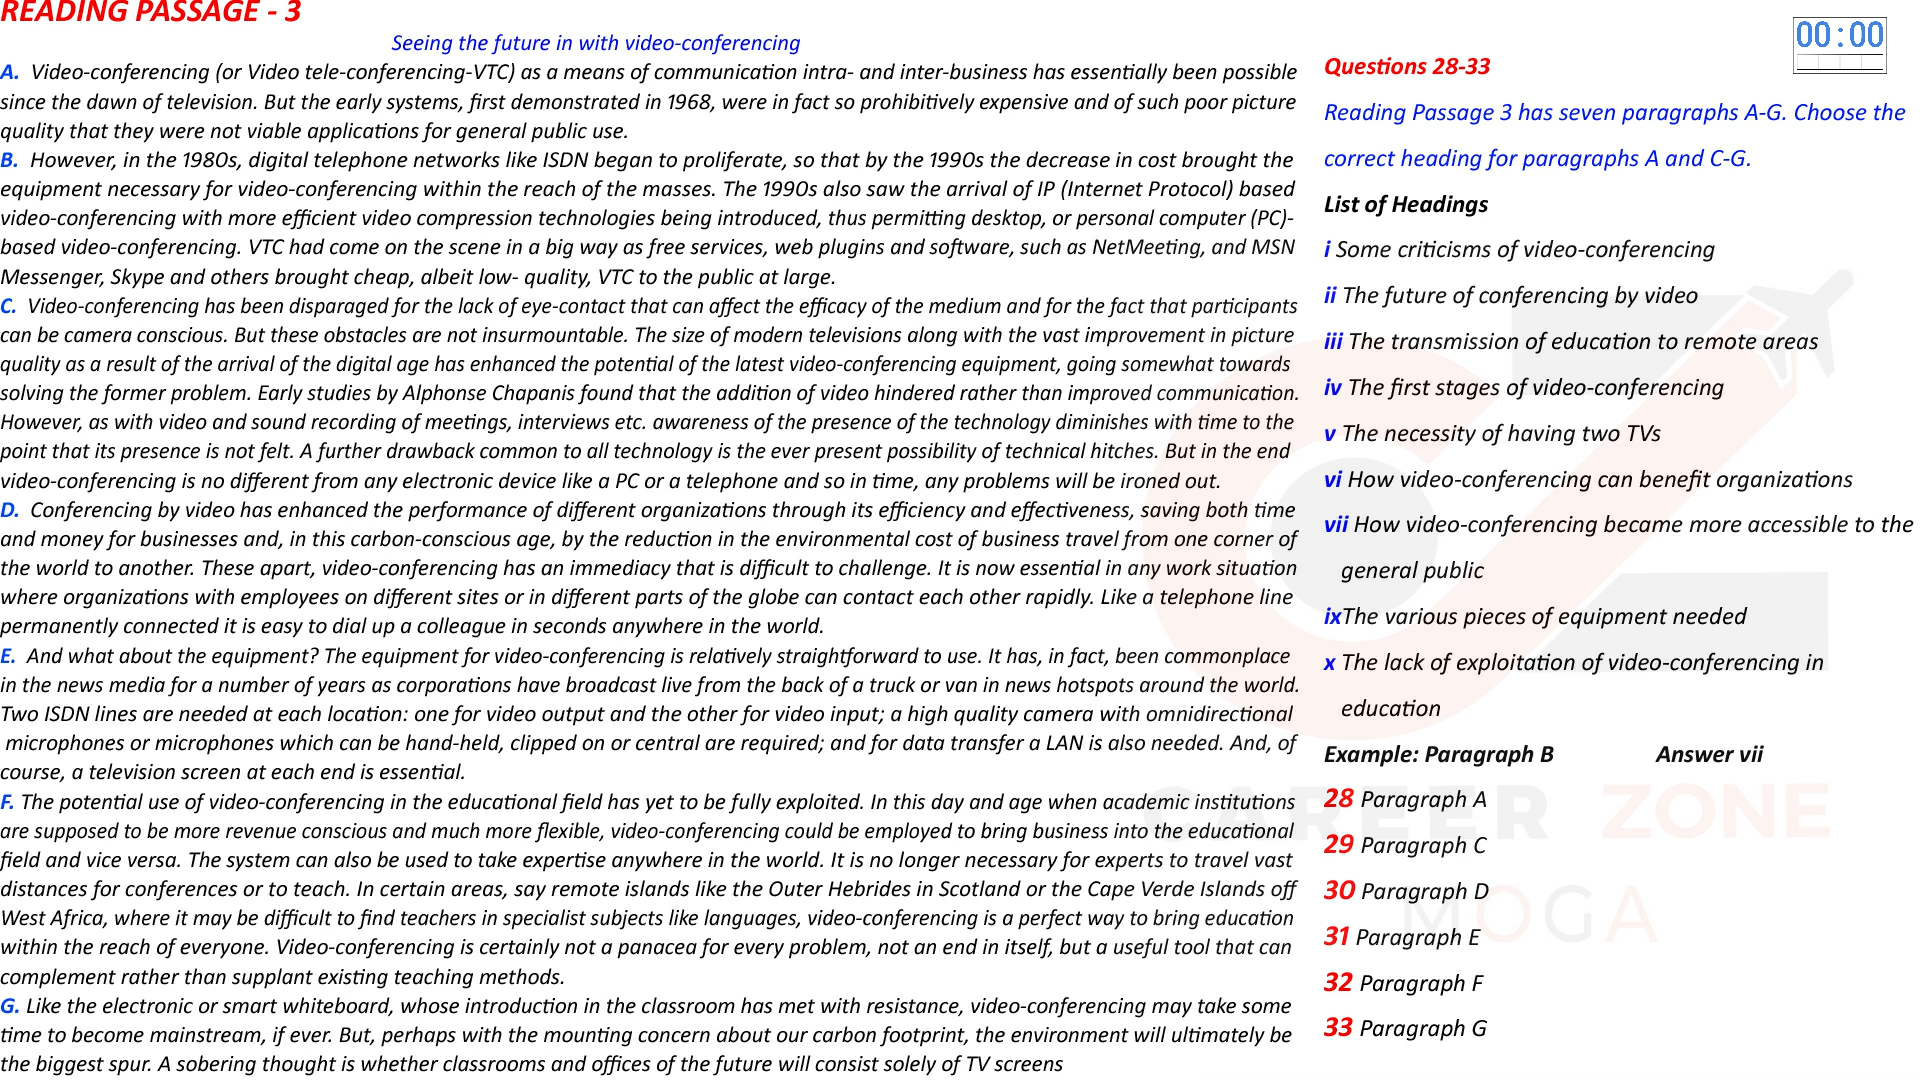 READING PASSAGE - 3
Seeing the future in with video-conferencing
A. Video-conferencing (or Video tele-conferencing-VTC) as a means of communication intra- and inter-business has essentially been possible
since the dawn of television. But the early systems, first demonstrated in 1968, were in fact so prohibitively expensive and of such poor picture
quality that they were not viable applications for general public use.
B. However, in the 1980s, digital telephone networks like ISDN began to proliferate, so that by the 1990s the decrease in cost brought the
equipment necessary for video-conferencing within the reach of the masses. The 1990s also saw the arrival of IP (Internet Protocol) based
video-conferencing with more efficient video compression technologies being introduced, thus permitting desktop, or personal computer (PC)-
based video-conferencing. VTC had come on the scene in a big way as free services, web plugins and software, such as NetMeeting, and MSN
Messenger, Skype and others brought cheap, albeit low- quality, VTC to the public at large.
C. Video-conferencing has been disparaged for the lack of eye-contact that can affect the efficacy of the medium and for the fact that participants
can be camera conscious. But these obstacles are not insurmountable. The size of modern televisions along with the vast improvement in picture
quality as a result of the arrival of the digital age has enhanced the potential of the latest video-conferencing equipment, going somewhat towards
solving the former problem. Early studies by Alphonse Chapanis found that the addition of video hindered rather than improved communication.
However, as with video and sound recording of meetings, interviews etc. awareness of the presence of the technology diminishes with time to the
point that its presence is not felt. A further drawback common to all technology is the ever present possibility of technical hitches. But in the end
video-conferencing is no different from any electronic device like a PC or a telephone and so in time, any problems will be ironed out.
D. Conferencing by video has enhanced the performance of different organizations through its efficiency and effectiveness, saving both time
and money for businesses and, in this carbon-conscious age, by the reduction in the environmental cost of business travel from one corner of
the world to another. These apart, video-conferencing has an immediacy that is difficult to challenge. It is now essential in any work situation
where organizations with employees on different sites or in different parts of the globe can contact each other rapidly. Like a telephone line
permanently connected it is easy to dial up a colleague in seconds anywhere in the world.
E. And what about the equipment? The equipment for video-conferencing is relatively straightforward to use. It has, in fact, been commonplace
in the news media for a number of years as corporations have broadcast live from the back of a truck or van in news hotspots around the world.
Two ISDN lines are needed at each location: one for video output and the other for video input; a high quality camera with omnidirectional
microphones or microphones which can be hand-held, clipped on or central are required; and for data transfer a LAN is also needed. And, of
course, a television screen at each end is essential.
F. The potential use of video-conferencing in the educational field has yet to be fully exploited. In this day and age when academic institutions
are supposed to be more revenue conscious and much more flexible, video-conferencing could be employed to bring business into the educational
field and vice versa. The system can also be used to take expertise anywhere in the world. It is no longer necessary for experts to travel vast
distances for conferences or to teach. In certain areas, say remote islands like the Outer Hebrides in Scotland or the Cape Verde Islands off
West Africa, where it may be difficult to find teachers in specialist subjects like languages, video-conferencing is a perfect way to bring education
within the reach of everyone. Video-conferencing is certainly not a panacea for every problem, not an end in itself, but a useful tool that can
complement rather than supplant existing teaching methods.
G. Like the electronic or smart whiteboard, whose introduction in the classroom has met with resistance, video-conferencing may take some
time to become mainstream, if ever. But, perhaps with the mounting concern about our carbon footprint, the environment will ultimately be
the biggest spur. A sobering thought is whether classrooms and offices of the future will consist solely of TV screens
00:00
Questions 28-33
Reading Passage 3 has seven paragraphs A-G. Choose the
correct heading for paragraphs A and C-G.
List of Headings
i Some criticisms of video-conferencing
ii The future of conferencing by video
iii The transmission of education to remote areas
iv The first stages of video-conferencing
v The necessity of having two TVs
vi How video-conferencing can benefit organizations
vii How video-conferencing became more accessible to the
general public
ixThe various pieces of equipment needed
x The lack of exploitation of video-conferencing in
education
Example: Paragraph B Answer vii
28 Paragraph A
29 Paragraph C
30 Paragraph D
31 Paragraph E
32 Paragraph F
33 Paragraph G
CAREER ZONE
MOGA